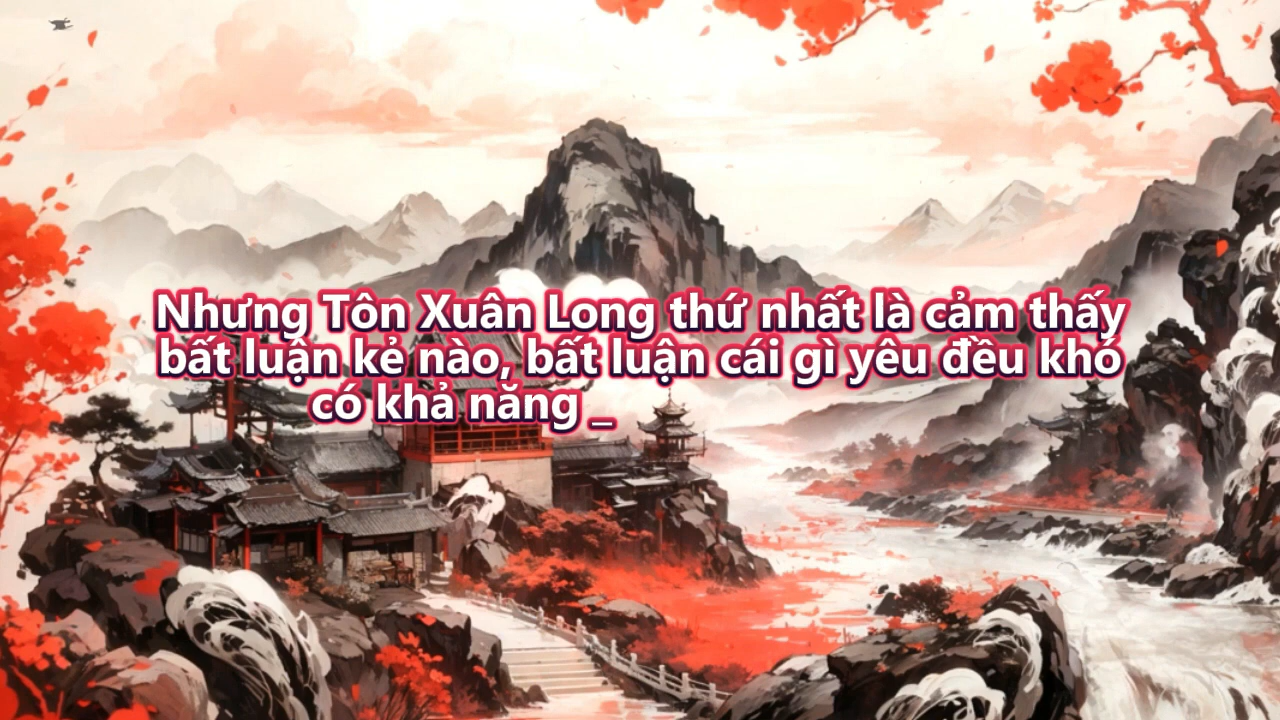 Nhưng Tôn Xuân Long thứ nhất là cảm thấy
bất luận kẻ nào, bất luận cái gì yêu đều khó
có khả năng _